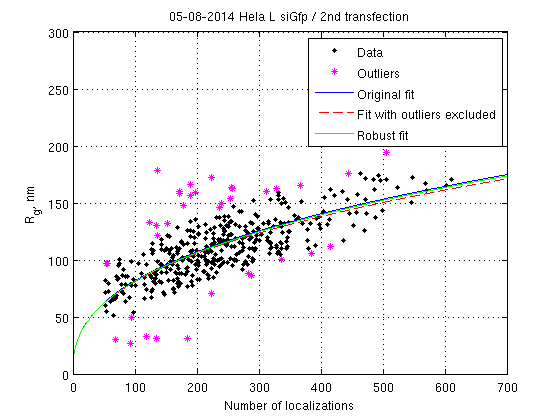 05-08-2014 Hela L siGfp / 2nd transfection
300
250
200
150
100
50
0
Rg, nm
Data
Outliers
Original fit
Fit with outliers excluded
Robust fit
0 100 200 300 400 500 600 700
Number of localizations